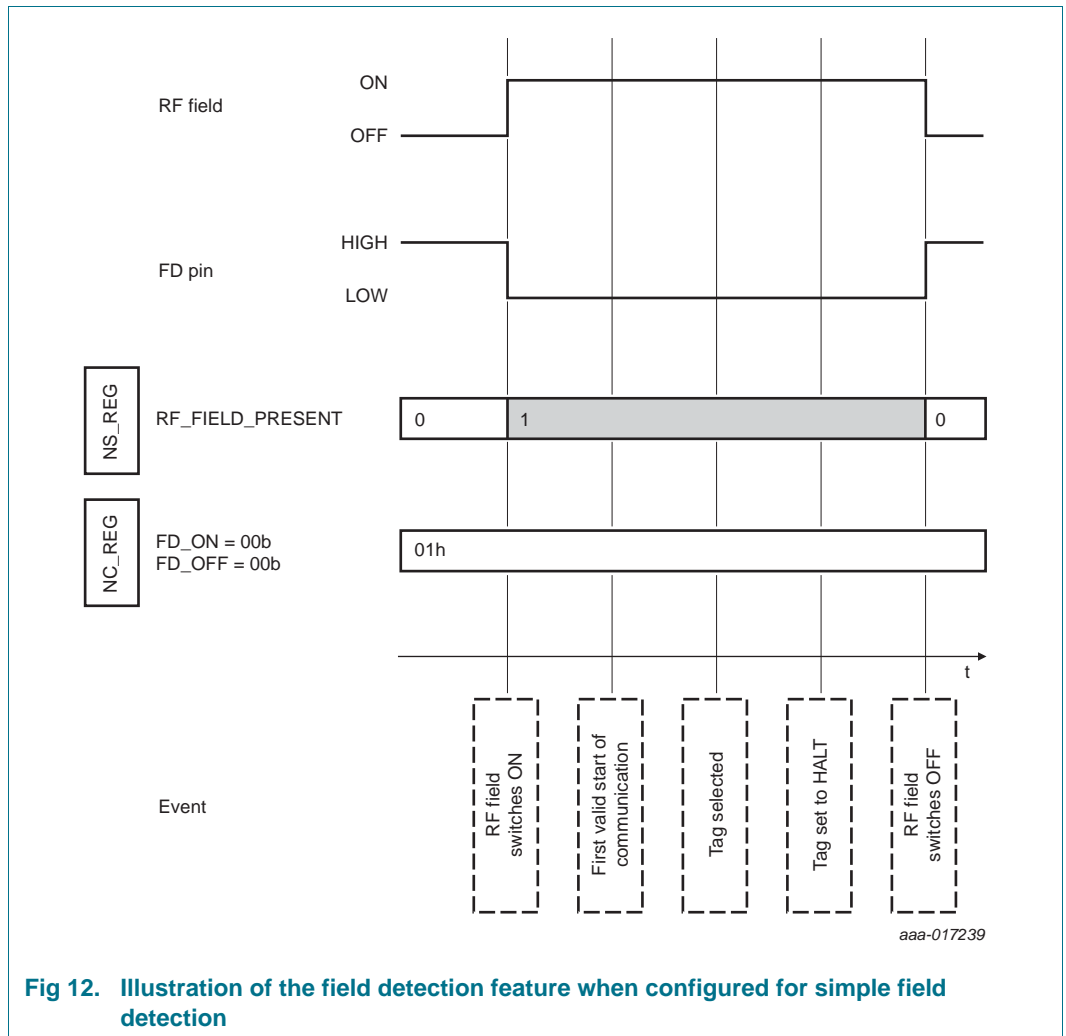 ON
RF field
OFF
HIGH
FD pin
LOW
NS_REG
RF_FIELD_PRESENT
0
1
0
NC_REG
FD_ON = 00b
FD_OFF = 00b
01h
t
Event
RF field
switches ON
First valid start of
communication
Tag selected
Tag set to HALT
RF field
switches OFF
aaa-017239
Fig 12. Illustration of the field detection feature when configured for simple field
detection